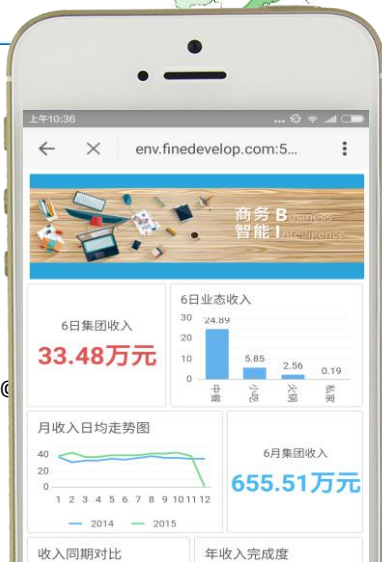 上午10:36
env.finedevelop.com:5...
商务 Business
智能 Intelligence
6日集团收入
33.48万元
6日业态收入
30
20
10
0
24.89
5.85
2.56
0.19
中餐
小吃
火锅
私家
月收入日均走势图
40
20
0
1 2 3 4 5 6 7 8 9 10 11 12
2014
2015
6月集团收入
655.51万元
收入同期对比
年收入完成度